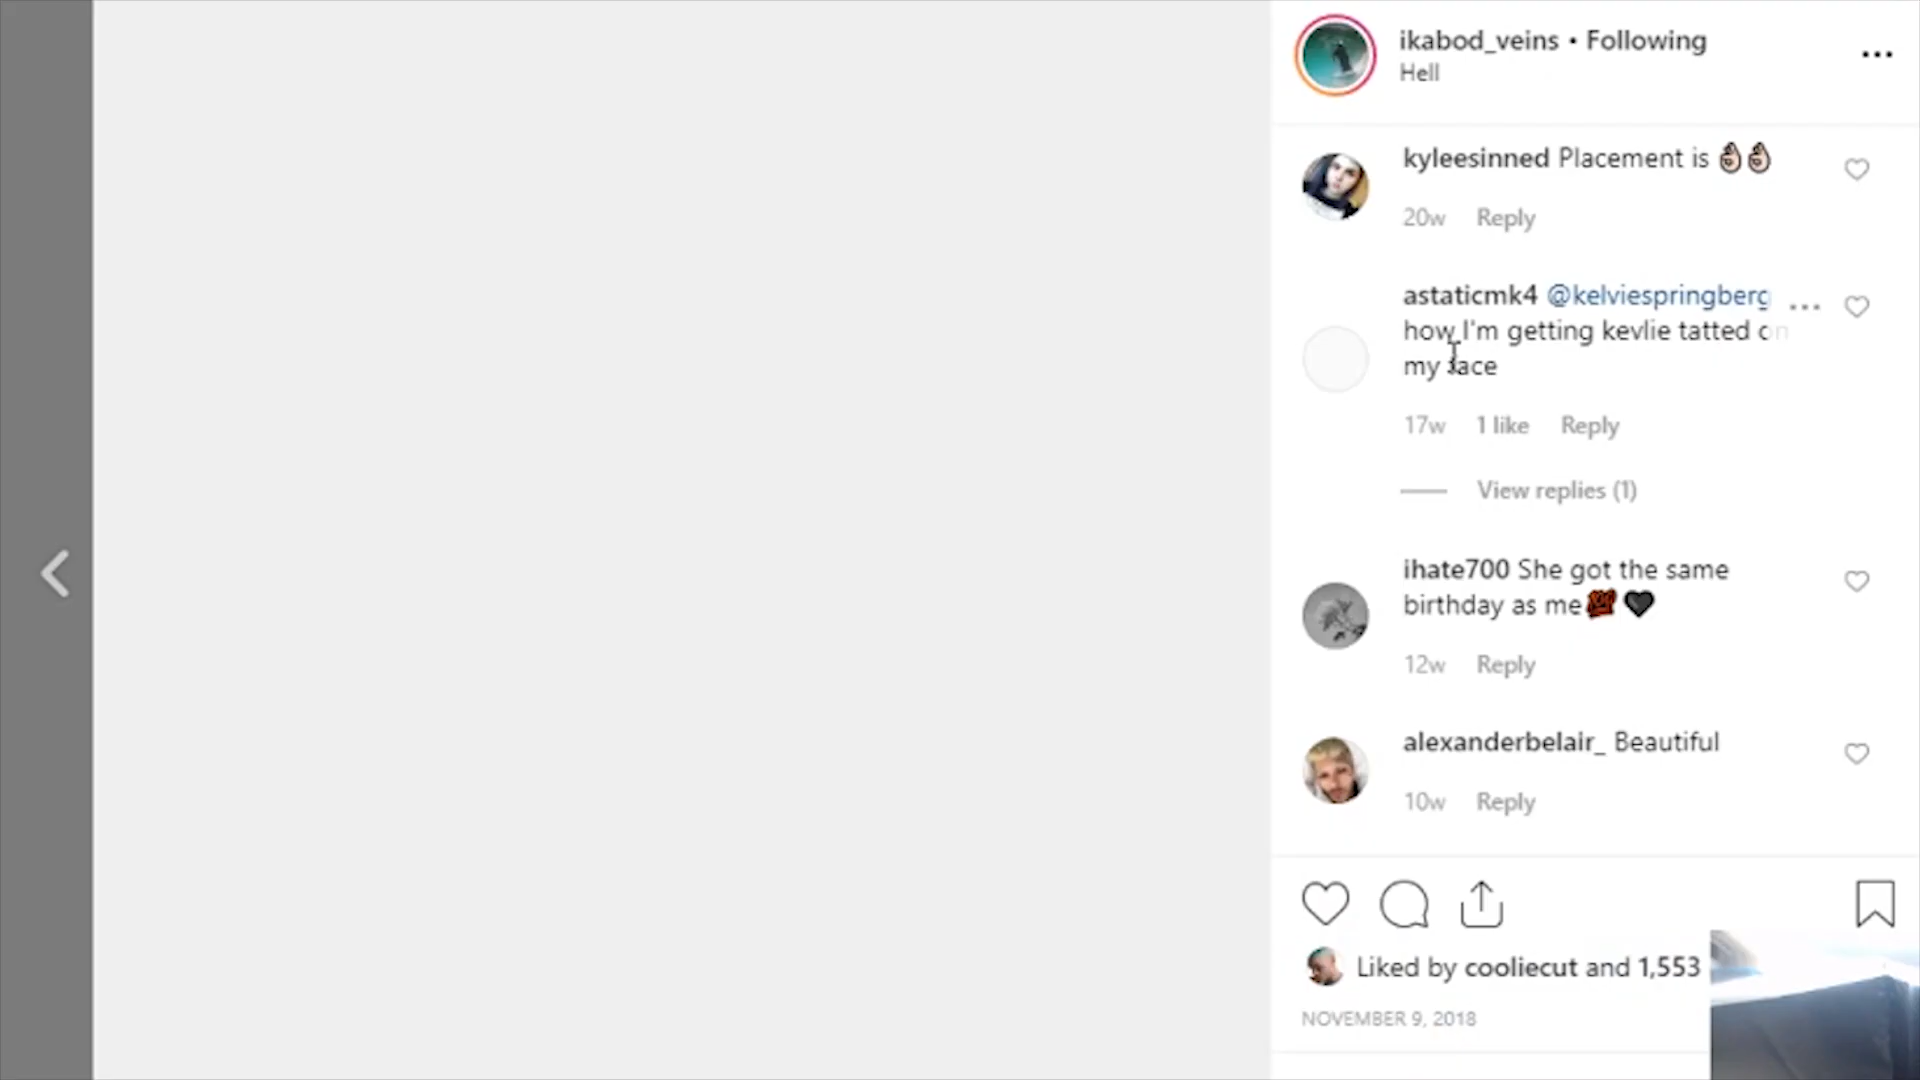 ikabod_veins • Following
Hell
kyleesinned Placement is 👌🏻👌🏻
20w Reply
astaticmk4 @kelviespringberg
how I'm getting kevlie tatted on
my face
17w 1 like Reply
View replies (1)
ihate700 She got the same
birthday as me💯🖤
12w Reply
alexanderbelair_ Beautiful
10w Reply
Liked by cooliecut and 1,553
NOVEMBER 9, 2018